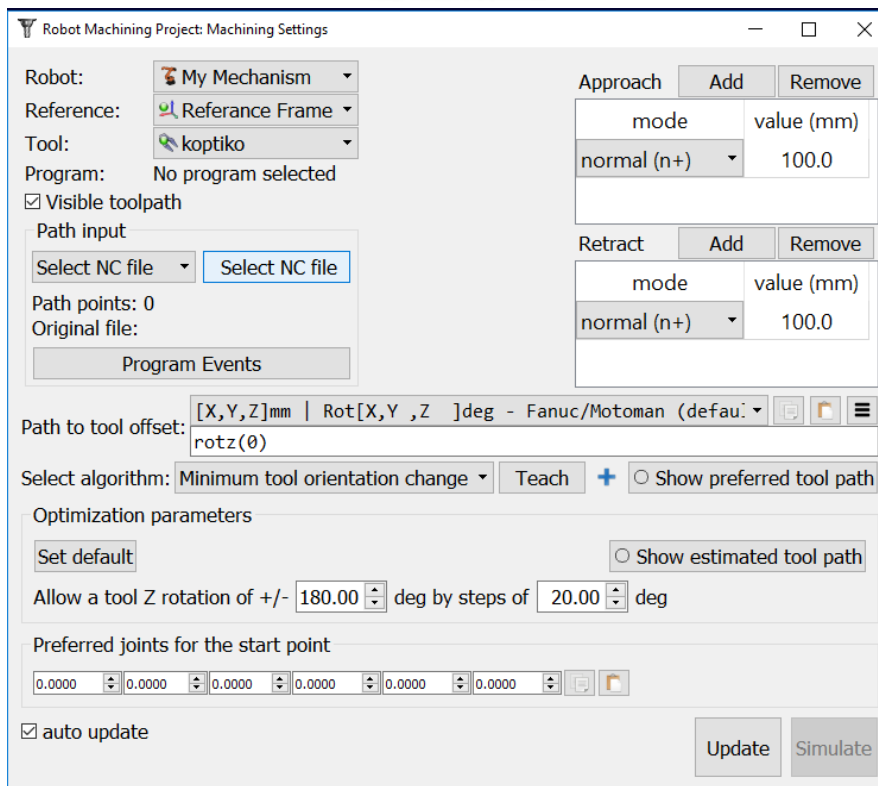 Robot Machining Project: Machining Settings
Robot: My Mechanism
Reference: Referance Frame
Tool: koptiko
Program: No program selected
Visible toolpath
Path input
Select NC file Select NC file
Path points: 0
Original file:
Program Events
Approach Add Remove
mode value (mm)
normal (n+) 100.0
Retract Add Remove
mode value (mm)
normal (n+) 100.0
Path to tool offset: [X,Y,Z]mm | Rot[X,Y ,Z  ]deg - Fanuc/Motoman (defau
rotz(0)
Select algorithm: Minimum tool orientation change Teach Show preferred tool path
Optimization parameters
Set default Show estimated tool path
Allow a tool Z rotation of +/- 180.00 deg by steps of 20.00 deg
Preferred joints for the start point
0.0000 0.0000 0.0000 0.0000 0.0000 0.0000
auto update
Update Simulate